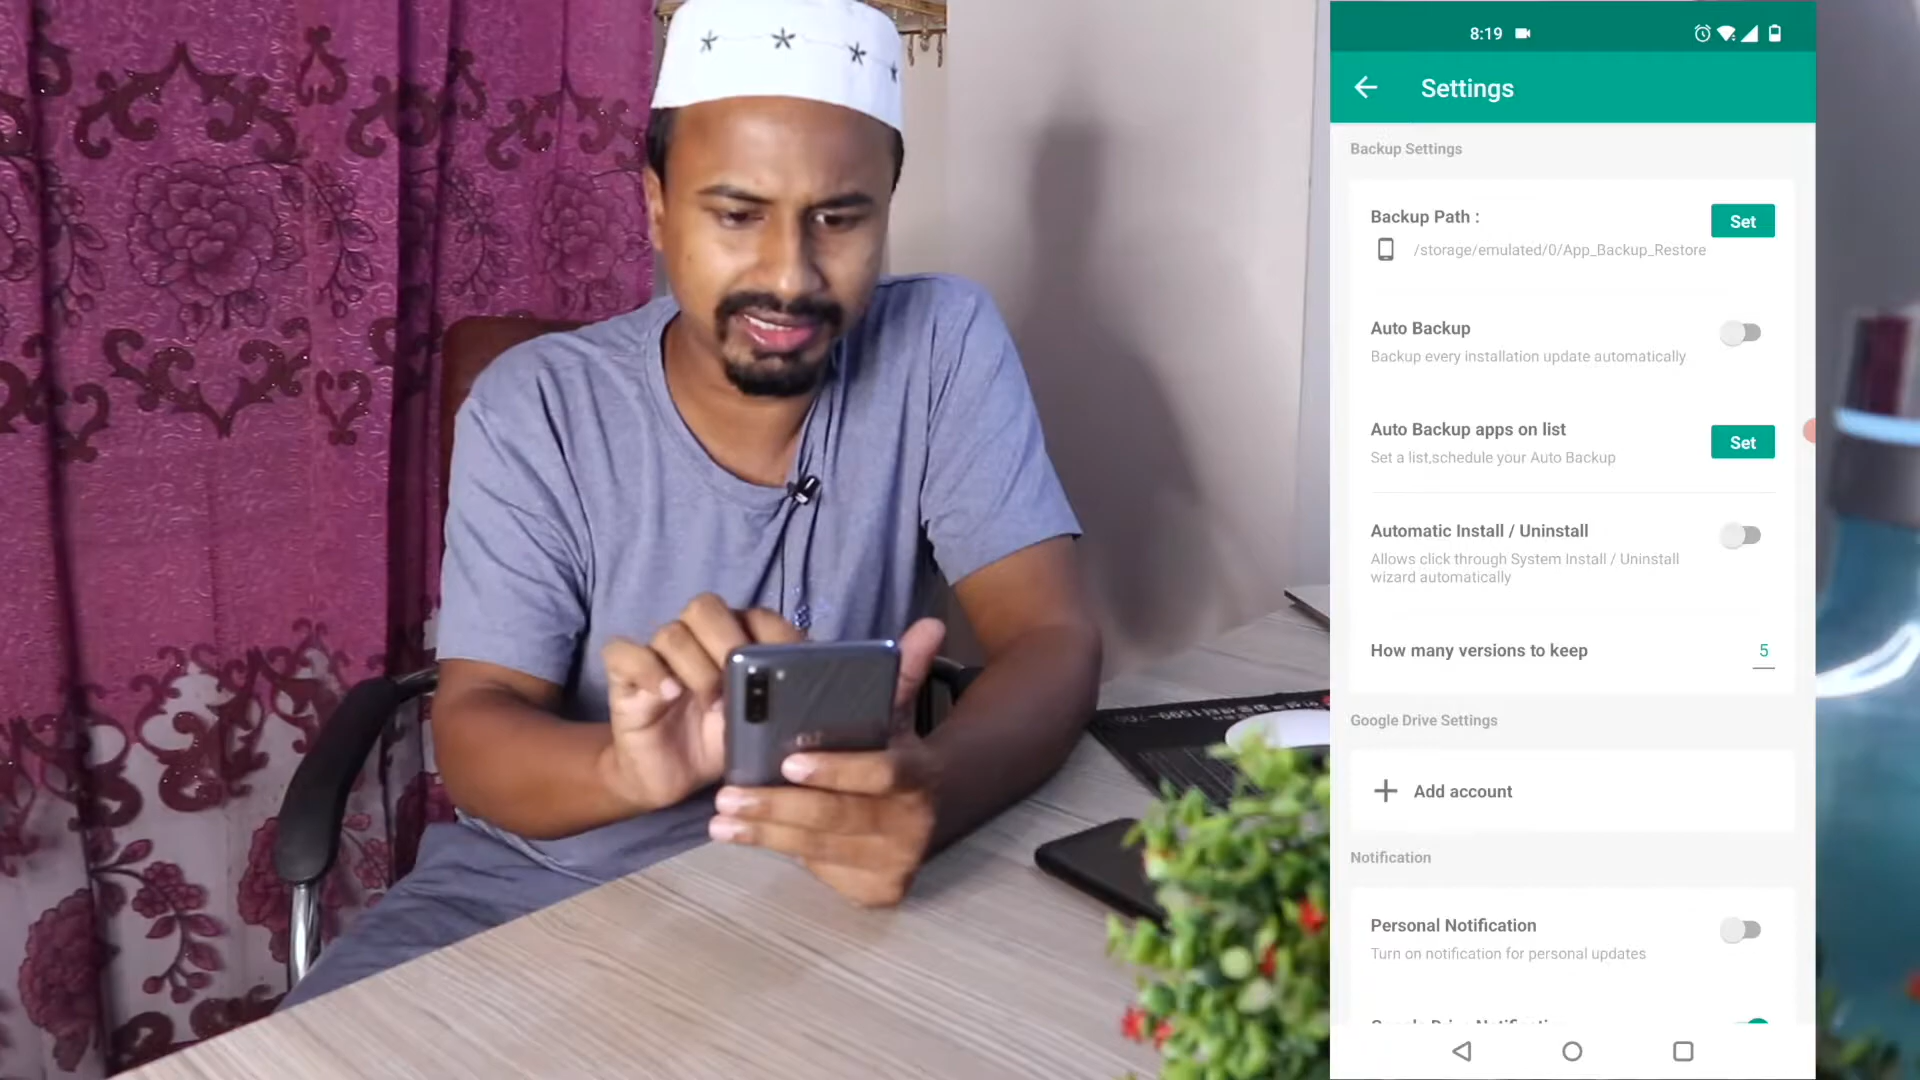 8:19
Settings
Backup Settings
Backup Path :
Set
/storage/emulated/0/App_Backup_Restore
Auto Backup
Backup every installation update automatically
Auto Backup apps on list
Set
Set a list,schedule your Auto Backup
Automatic Install / Uninstall
Allows click through System Install / Uninstall
wizard automatically
How many versions to keep
5
Google Drive Settings
Add account
Notification
Personal Notification
Turn on notification for personal updates